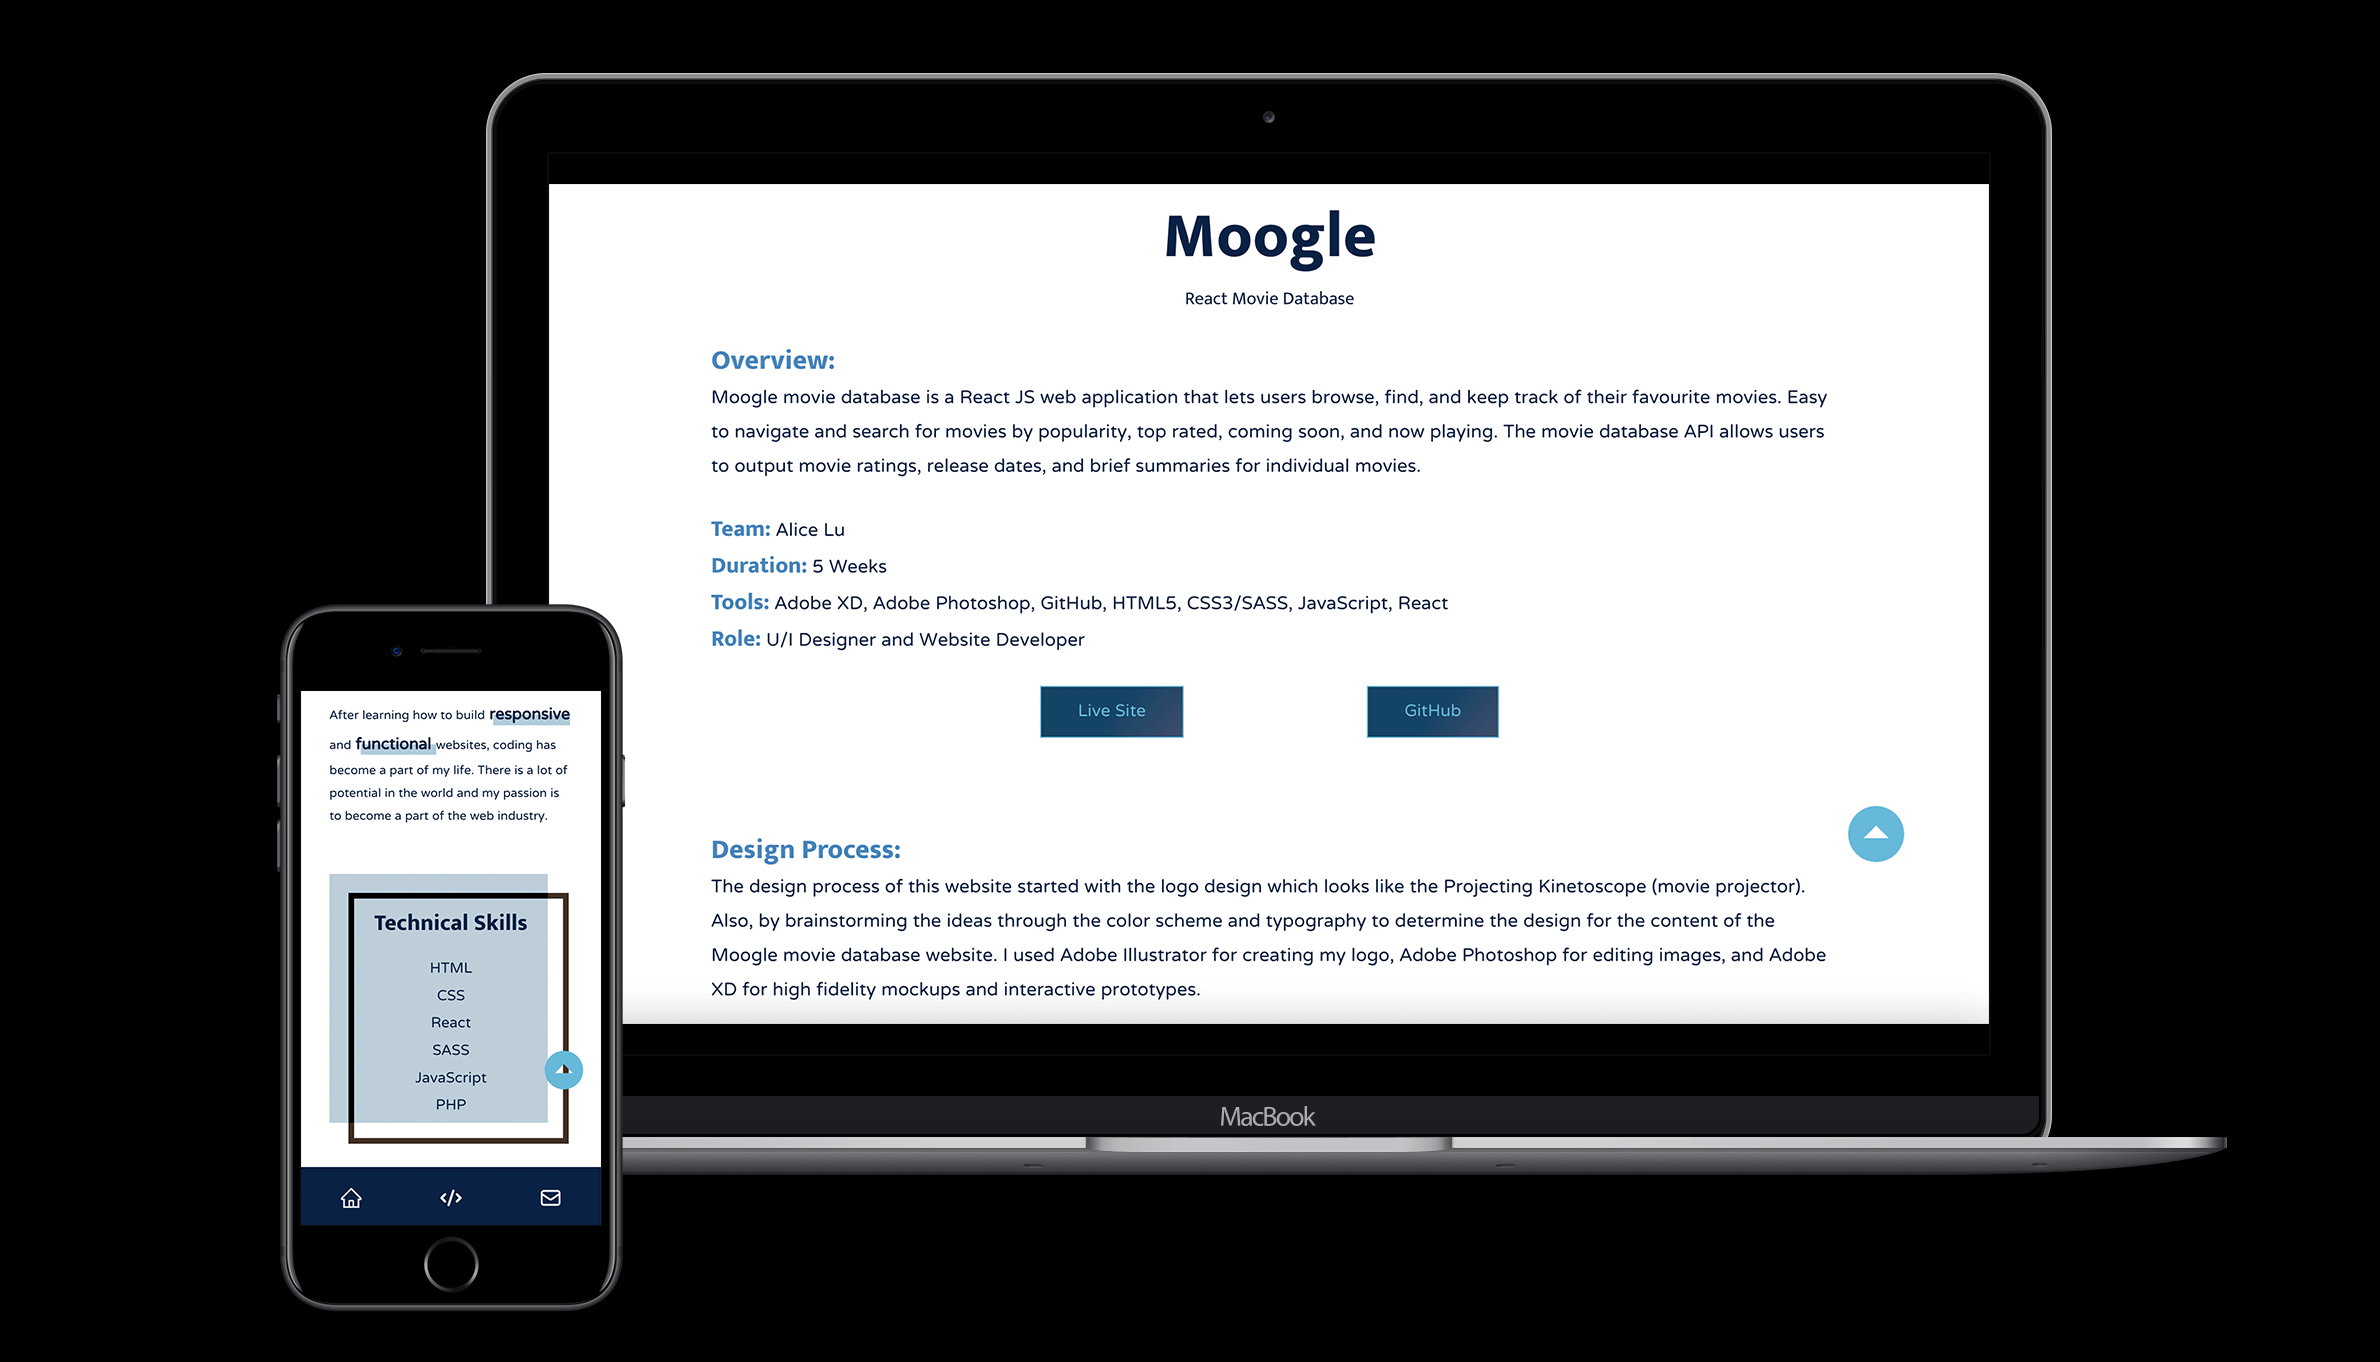 Moogle
React Movie Database
Overview:
Moogle movie database is a React JS web application that lets users browse, find, and keep track of their favourite movies. Easy
to navigate and search for movies by popularity, top rated, coming soon, and now playing. The movie database API allows users
to output movie ratings, release dates, and brief summaries for individual movies.
Team: Alice Lu
Duration: 5 Weeks
Tools: Adobe XD, Adobe Photoshop, GitHub, HTML5, CSS3/SASS, JavaScript, React
Role: U/I Designer and Website Developer
Live Site
GitHub
Design Process:
The design process of this website started with the logo design which looks like the Projecting Kinetoscope (movie projector).
Also, by brainstorming the ideas through the color scheme and typography to determine the design for the content of the
Moogle movie database website. I used Adobe Illustrator for creating my logo, Adobe Photoshop for editing images, and Adobe
XD for high fidelity mockups and interactive prototypes.
MacBook
After learning how to build responsive
and functional websites, coding has
become a part of my life. There is a lot of
potential in the world and my passion is
to become a part of the web industry.
Technical Skills
HTML
CSS
React
SASS
JavaScript
PHP